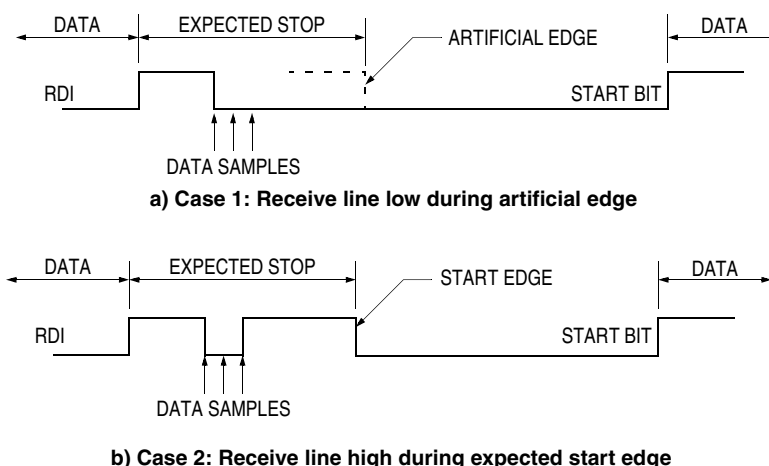 DATA EXPECTED STOP DATA
ARTIFICIAL EDGE
RDI START BIT
DATA SAMPLES
a) Case 1: Receive line low during artificial edge
DATA EXPECTED STOP DATA
START EDGE
RDI START BIT
DATA SAMPLES
b) Case 2: Receive line high during expected start edge